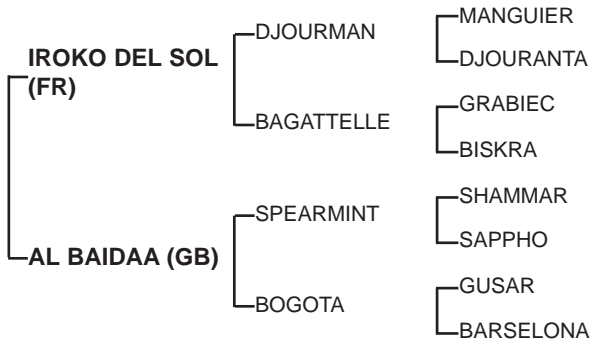 MANGUIER
DJOURMAN
DJOURANTA
IROKO DEL SOL
(FR)
GRABIEC
BAGATTELLE
BISKRA
SHAMMAR
SPEARMINT
SAPPHO
AL BAIDAA (GB)
GUSAR
BOGOTA
BARSELONA